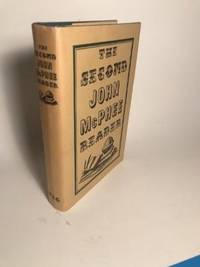 THE
SECOND
JOHN
McPHEE
READER
THE
SECOND
JOHN
McPHEE
READER